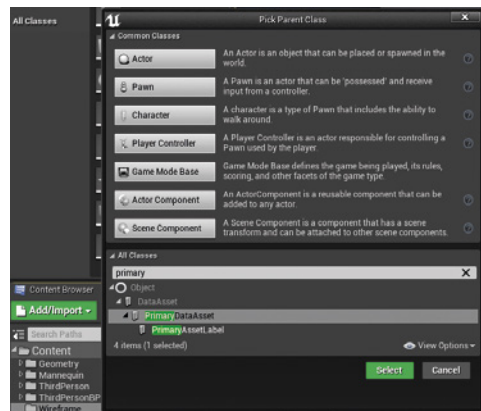 All Classes
Pick Parent Class
Common Classes
Actor
An Actor is an object that can be placed or spawned in the
world.
Pawn
A Pawn is an actor that can be 'possessed' and receive
input from a controller.
Character
A character is a type of Pawn that includes the ability to
walk around.
Player Controller
A Player Controller is an actor responsible for controlling a
Pawn used by the player.
Game Mode Base
Game Mode Base defines the game being played, its rules,
scoring, and other facets of the game type.
Actor Component
An ActorComponent is a reusable component that can be
added to any actor.
Scene Component
A Scene Component is a component that has a scene
transform and can be attached to other scene components.
All Classes
primary
Object
DataAsset
PrimaryDataAsset
PrimaryAssetLabel
4 items (1 selected)
View Options
Select
Cancel
Content Browser
Add/Import
Search Paths
Content
Geometry
Mannequin
ThirdPerson
ThirdPersonBP
Wireframe